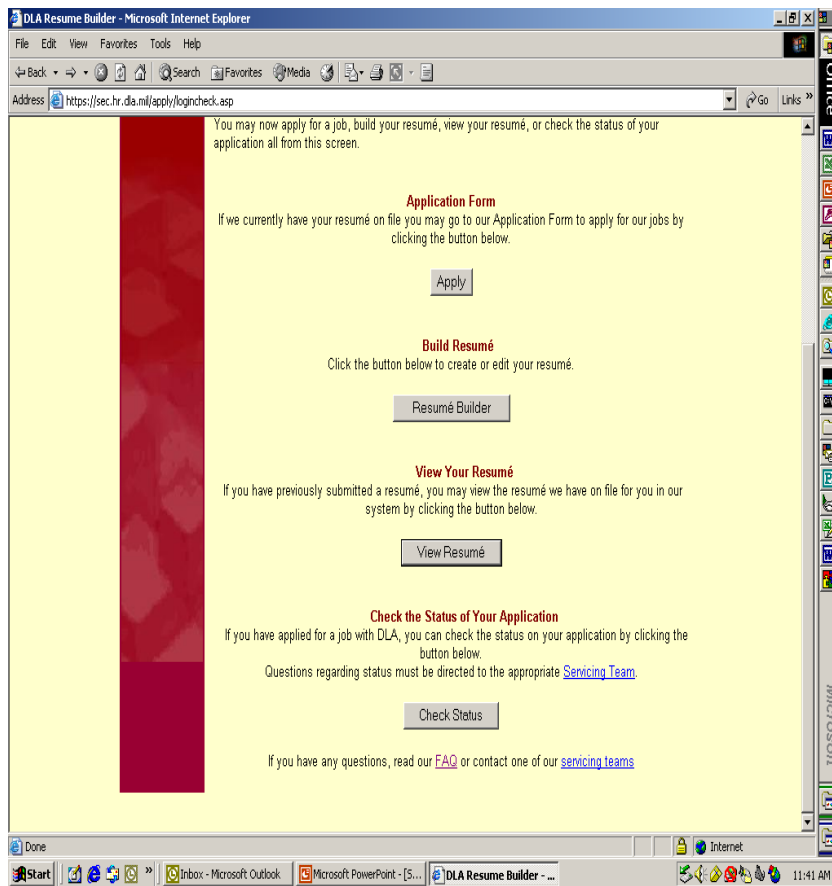 DLA Resume Builder - Microsoft Internet Explorer
File Edit View Favorites Tools Help
Back Search Favorites Media
Address https://sec.hr.dla.mil/apply/logincheck.asp Go Links »
Office
You may now apply for a job, build your resumé, view your resumé, or check the status of your
application all from this screen.
Application Form
If we currently have your resumé on file you may go to our Application Form to apply for our jobs by
clicking the button below.
Apply
Build Resumé
Click the button below to create or edit your resumé.
Resumé Builder
View Your Resumé
If you have previously submitted a resumé, you may view the resumé we have on file for you in our
system by clicking the button below.
View Resumé
Check the Status of Your Application
If you have applied for a job with DLA, you can check the status on your application by clicking the
button below.
Questions regarding status must be directed to the appropriate Servicing Team.
Check Status
If you have any questions, read our FAQ or contact one of our servicing teams
Microsoft
Done Internet
Start » Inbox - Microsoft Outlook Microsoft PowerPoint - [S... DLA Resume Builder - ... 11:41 AM